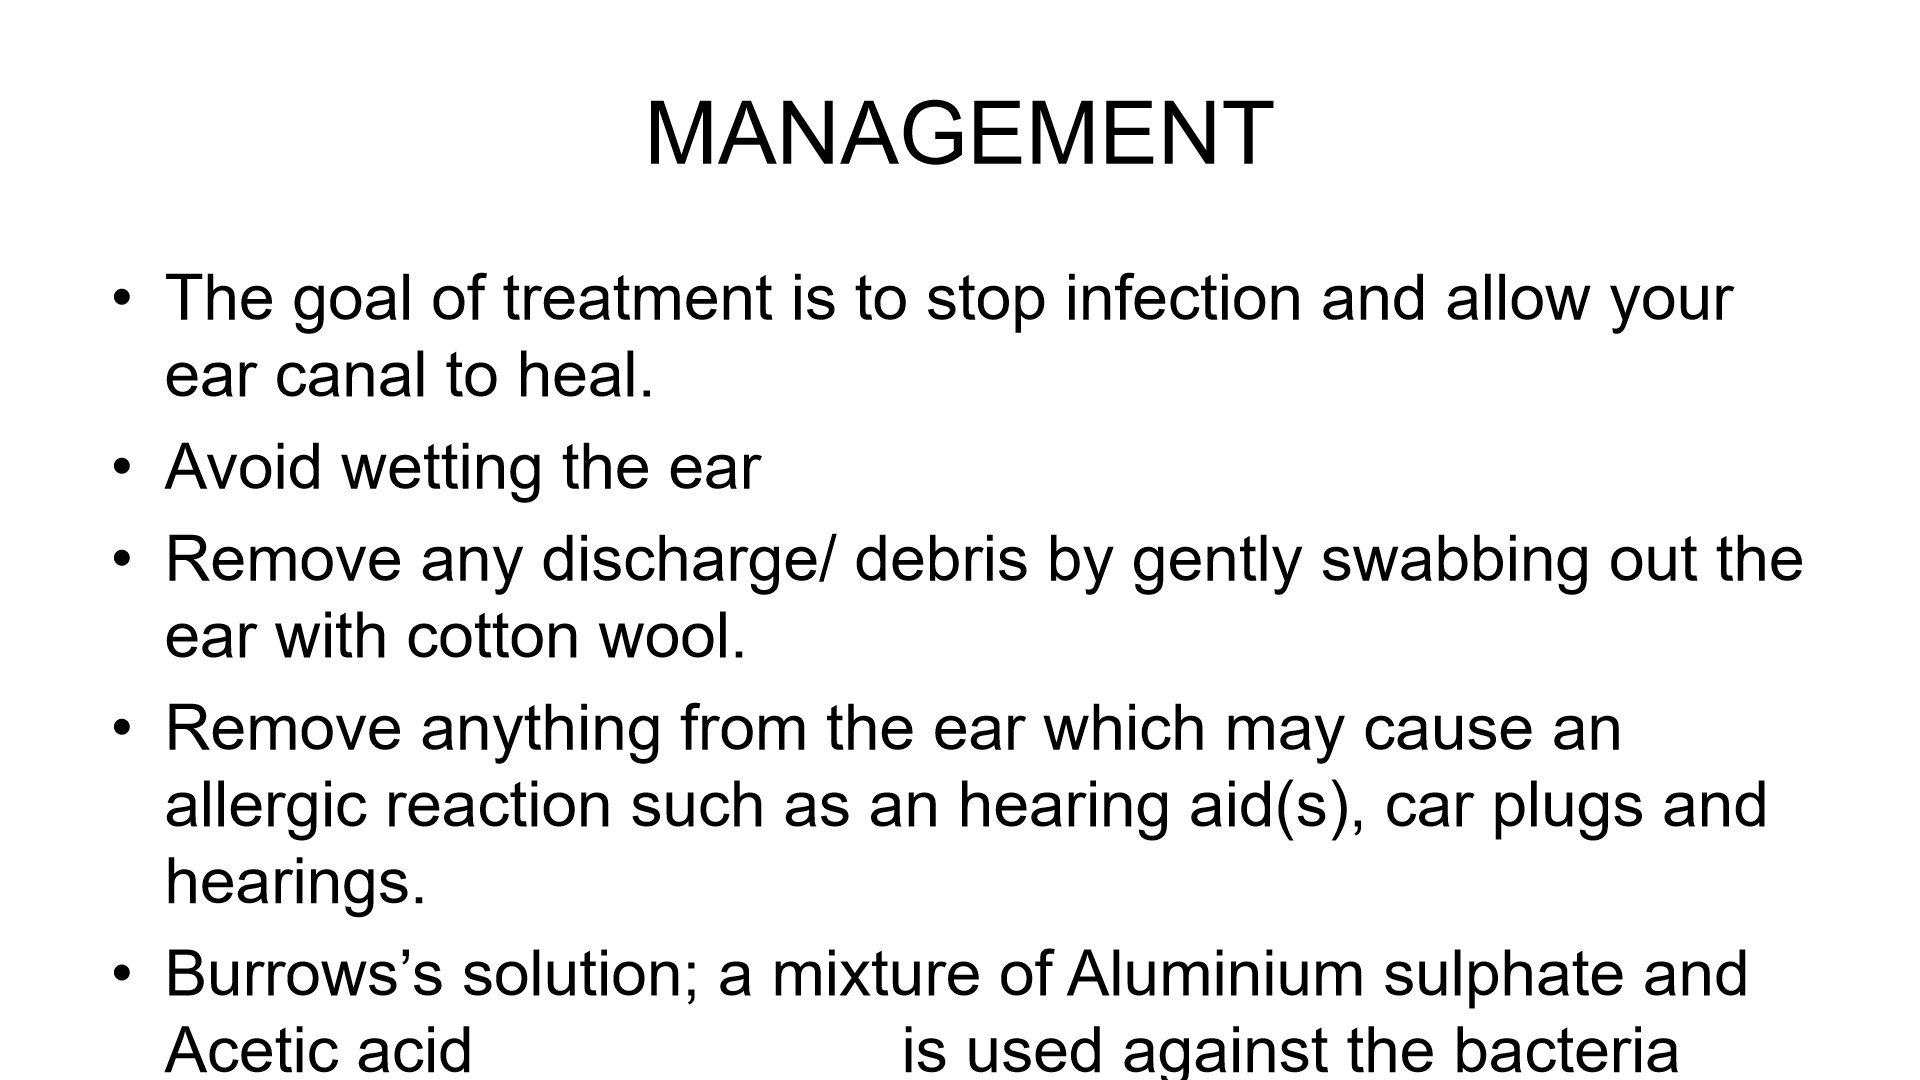 MANAGEMENT
• The goal of treatment is to stop infection and allow your
ear canal to heal.
• Avoid wetting the ear
• Remove any discharge/ debris by gently swabbing out the
ear with cotton wool.
• Remove anything from the ear which may cause an
allergic reaction such as an hearing aid(s), car plugs and
hearings.
• Burrows’s solution; a mixture of Aluminium sulphate and
Acetic acid is used against the bacteria